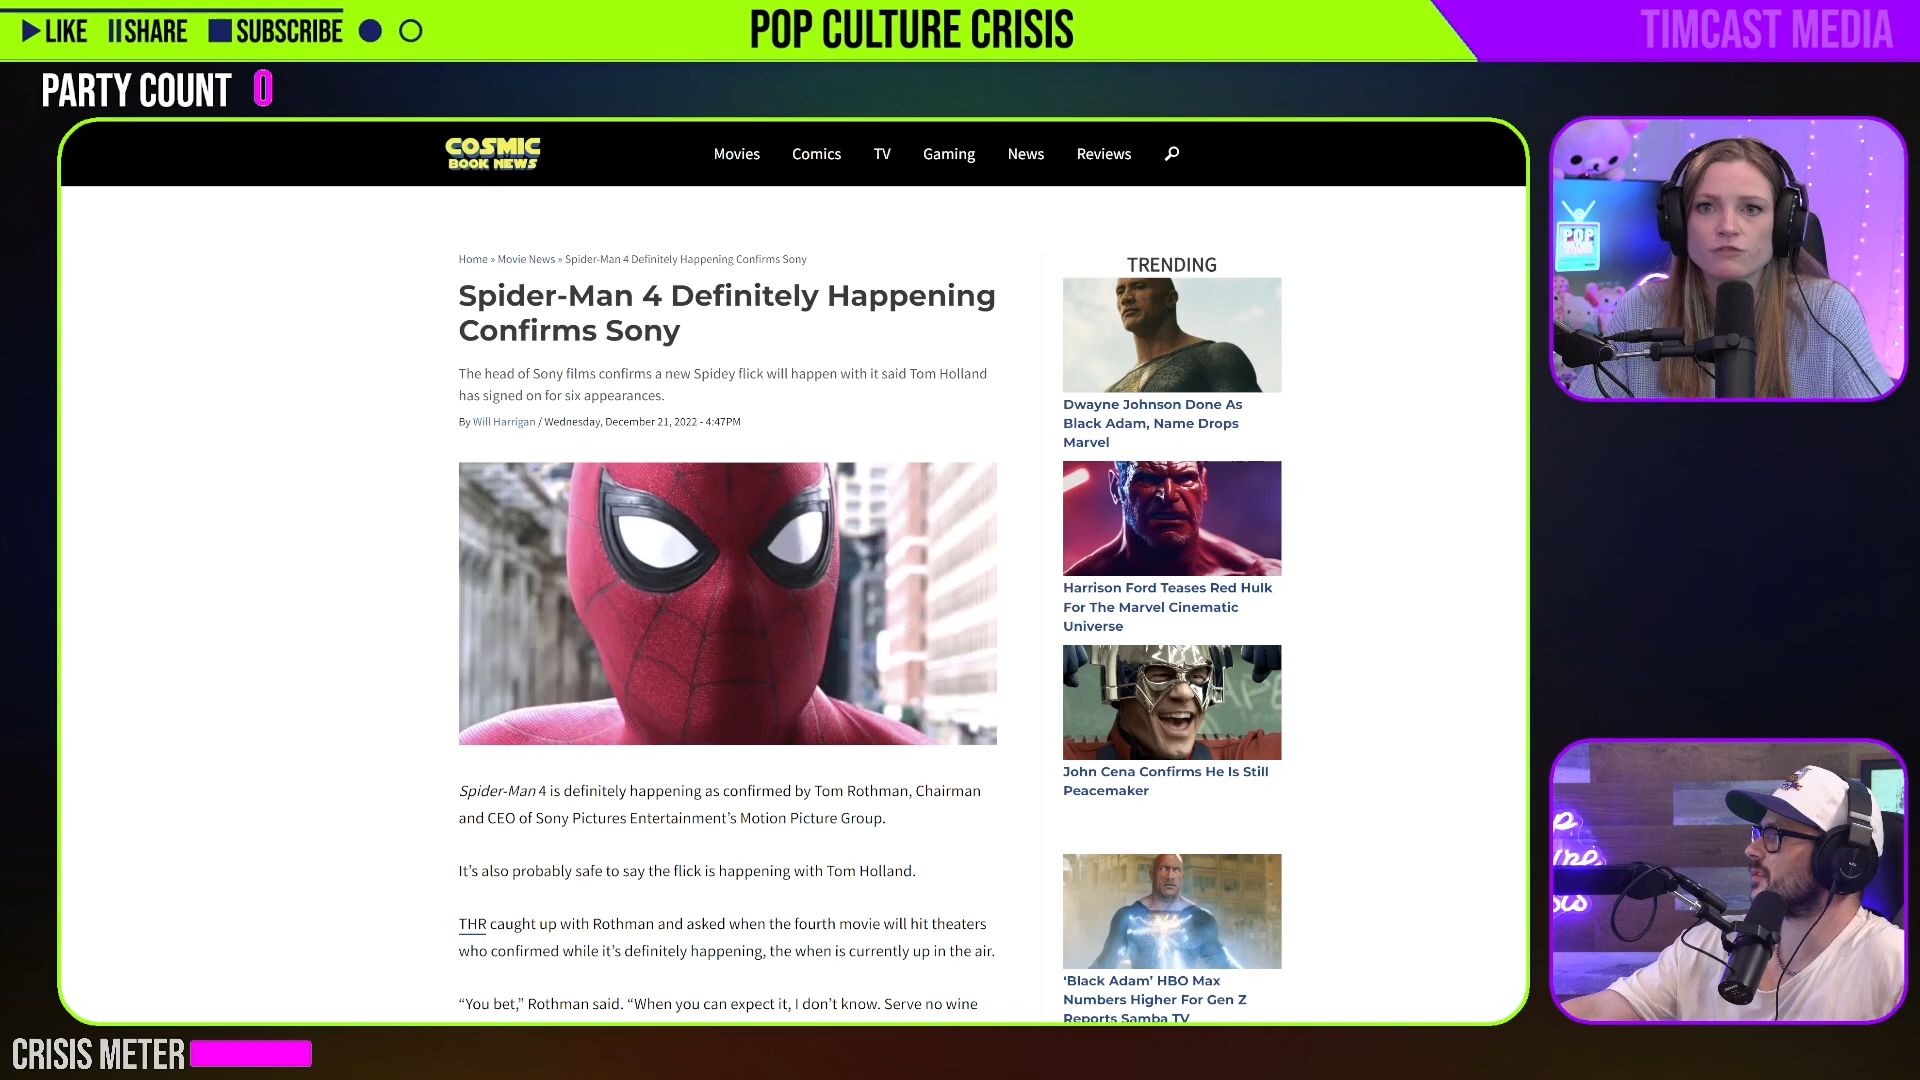 LIKE SHARE SUBSCRIBE
POP CULTURE CRISIS
TIMCAST MEDIA
PARTY COUNT 0
COSMIC
BOOK NEWS
Movies Comics TV Gaming News Reviews
Home » Movie News » Spider-Man 4 Definitely Happening Confirms Sony
Spider-Man 4 Definitely Happening
Confirms Sony
The head of Sony films confirms a new Spidey flick will happen with it said Tom Holland
has signed on for six appearances.
By Will Harrigan / Wednesday, December 21, 2022 - 4:47PM
Spider-Man 4 is definitely happening as confirmed by Tom Rothman, Chairman
and CEO of Sony Pictures Entertainment’s Motion Picture Group.
It’s also probably safe to say the flick is happening with Tom Holland.
THR caught up with Rothman and asked when the fourth movie will hit theaters
who confirmed while it’s definitely happening, the when is currently up in the air.
“You bet,” Rothman said. “When you can expect it, I don’t know. Serve no wine
TRENDING
Dwayne Johnson Done As
Black Adam, Name Drops
Marvel
Harrison Ford Teases Red Hulk
For The Marvel Cinematic
Universe
John Cena Confirms He Is Still
Peacemaker
‘Black Adam’ HBO Max
Numbers Higher For Gen Z
Reports Samba TV
POP
CRISIS METER